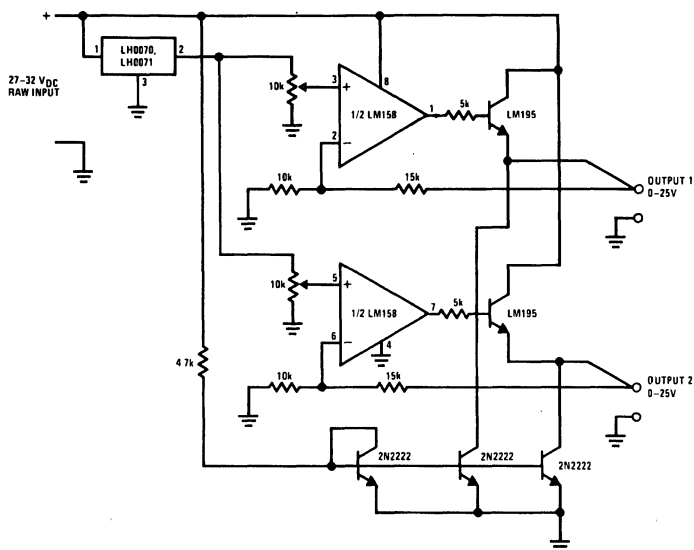 +
1
LH0070,
LH0071
2
3
27–32 VDC
RAW INPUT
10k
3
+
8
1/2 LM158
1
5k
LM195
2
−
10k
15k
OUTPUT 1
0–25V
10k
5
+
1/2 LM158
7
5k
LM195
6
−
4
4 7k
10k
15k
OUTPUT 2
0–25V
2N2222
2N2222
2N2222